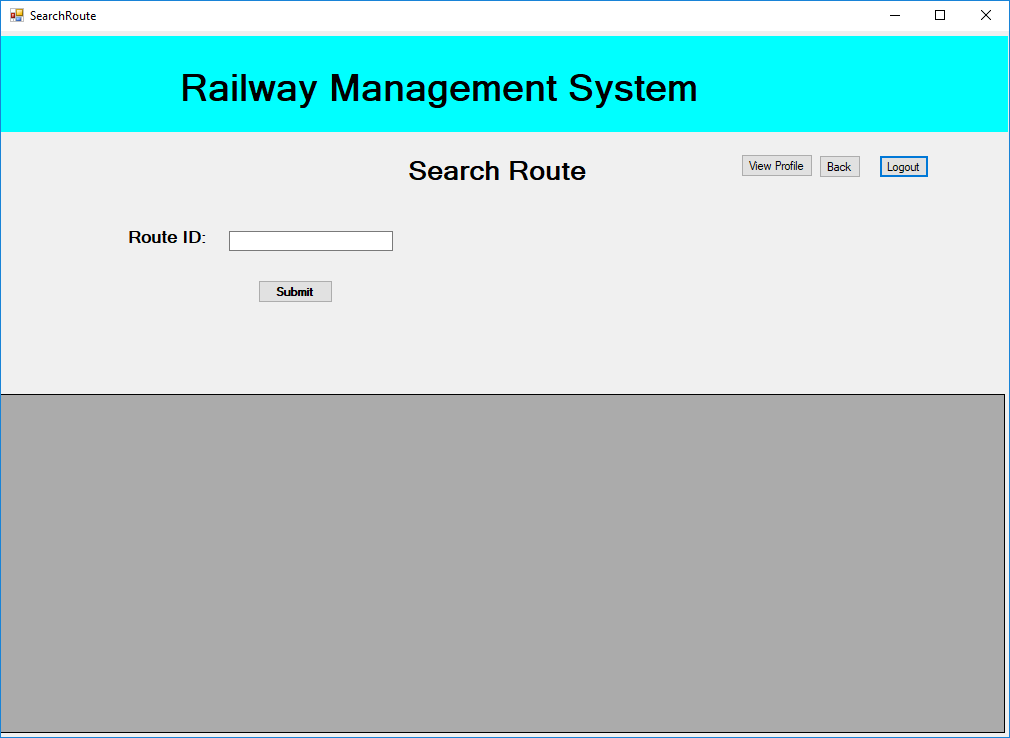 SearchRoute
Railway Management System
Search Route
View Profile
Back
Logout
Route ID:
Submit